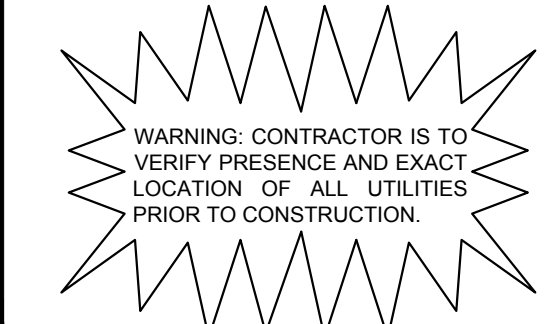 WARNING: CONTRACTOR IS TO
VERIFY PRESENCE AND EXACT
LOCATION OF ALL UTILITIES
PRIOR TO CONSTRUCTION.